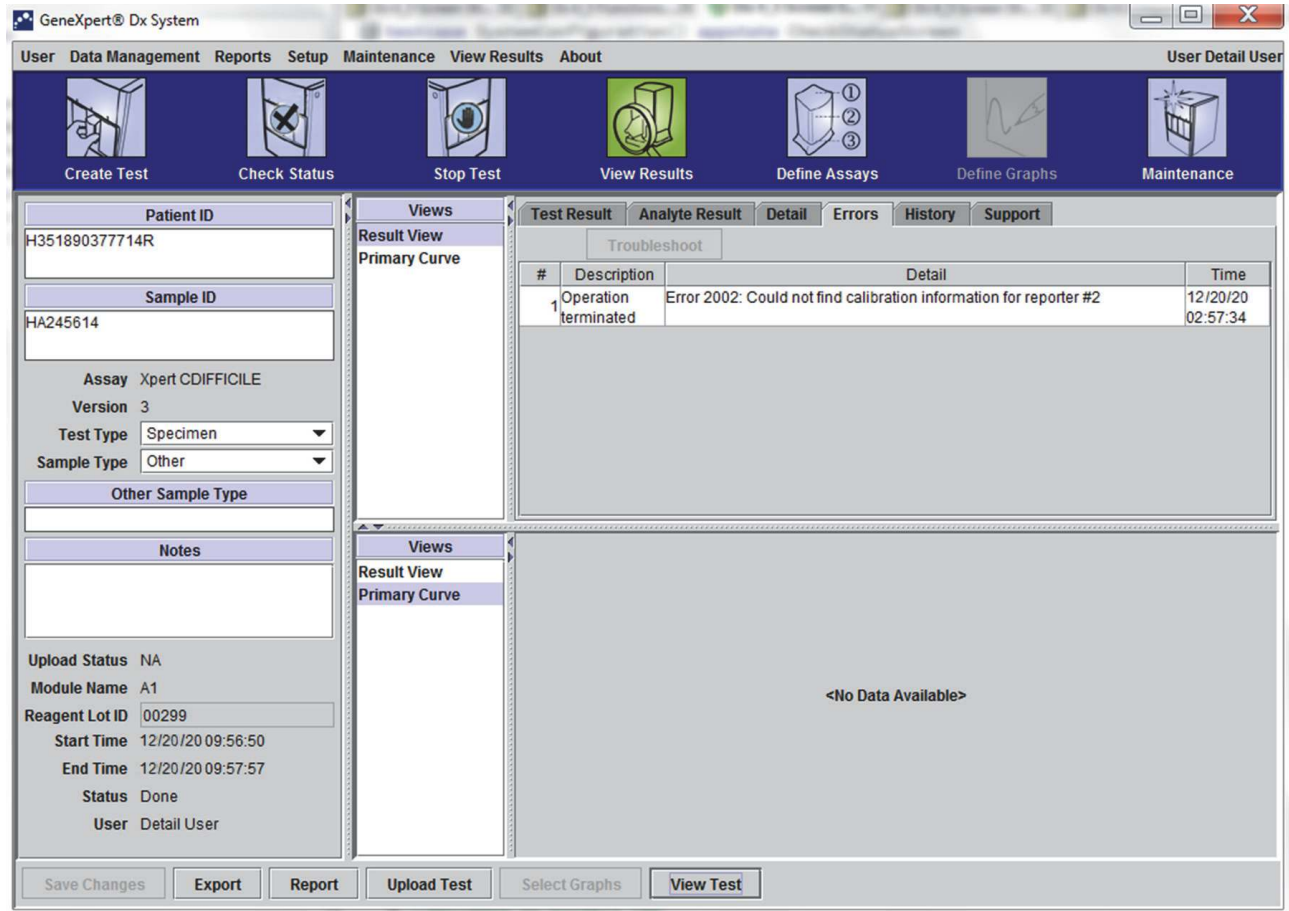 GeneXpert® Dx System
User Data Management Reports Setup Maintenance View Results About User Detail User
Create Test Check Status Stop Test View Results Define Assays Define Graphs Maintenance
① ② ③
Patient ID
H351890377714R
Sample ID
HA245614
Assay Xpert CDIFFICILE
Version 3
Test Type Specimen
Sample Type Other
Other Sample Type
Notes
Upload Status NA
Module Name A1
Reagent Lot ID 00299
Start Time 12/20/20 09:56:50
End Time 12/20/20 09:57:57
Status Done
User Detail User
Views
Result View
Primary Curve
Test Result Analyte Result Detail Errors History Support
Troubleshoot
# Description Detail Time
1 Operation terminated Error 2002: Could not find calibration information for reporter #2 12/20/20 02:57:34
Views
Result View
Primary Curve
<No Data Available>
Save Changes Export Report Upload Test Select Graphs View Test